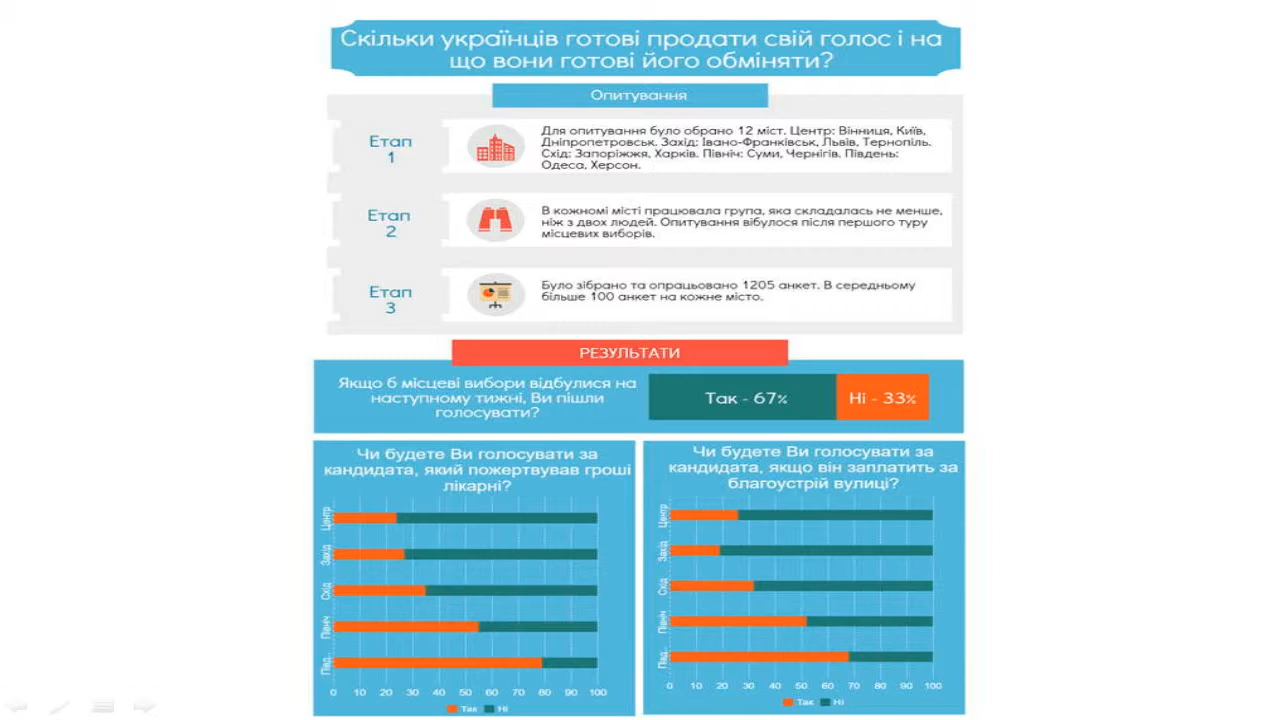 Скільки українців готові продати свій голос і на
що вони готові його обміняти?
Опитування
Етап
1
Для опитування було обрано 12 міст. Центр: Вінниця, Київ,
Дніпропетровськ. Захід: Івано-Франківськ, Львів, Тернопіль.
Схід: Запоріжжя, Харків. Північ: Суми, Чернігів. Південь:
Одеса, Херсон.
Етап
2
В кожномі місті працювала група, яка складалась не менше,
ніж з двох людей. Опитування вібулося після першого туру
місцевих виборів.
Етап
3
Було зібрано та опрацьовано 1205 анкет. В середньому
більше 100 анкет на кожне місто.
РЕЗУЛЬТАТИ
Якщо б місцеві вибори відбулися на
наступному тижні, Ви пішли
голосувати?
Так - 67%
Ні - 33%
Чи будете Ви голосувати за
кандидата, який пожертвував гроші
лікарні?
Центр
Захід
Схід
Північ
Півд...
0 10 20 30 40 50 60 70 80 90 100
Так Ні
Чи будете Ви голосувати за
кандидата, якщо він заплатить за
благоустрій вулиці?
Центр
Захід
Схід
Північ
Півд...
0 10 20 30 40 50 60 70 80 90 100
Так Ні